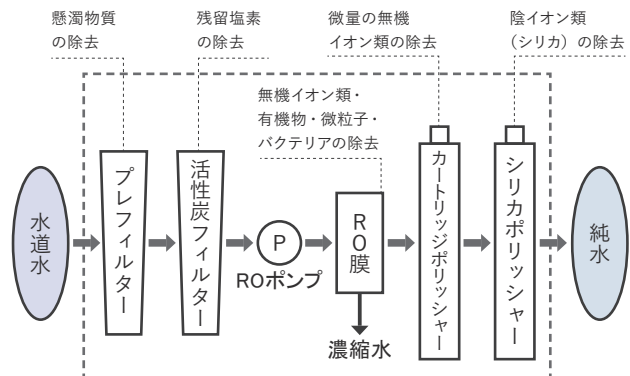 懸濁物質
の除去
残留塩素
の除去
微量の無機
イオン類の除去
陰イオン類
（シリカ）の除去
無機イオン類・
有機物・微粒子・
バクテリアの除去
水道水
プレフィルター
活性炭フィルター
P
ROポンプ
RO膜
濃縮水
カートリッジポリッシャー
シリカポリッシャー
純水